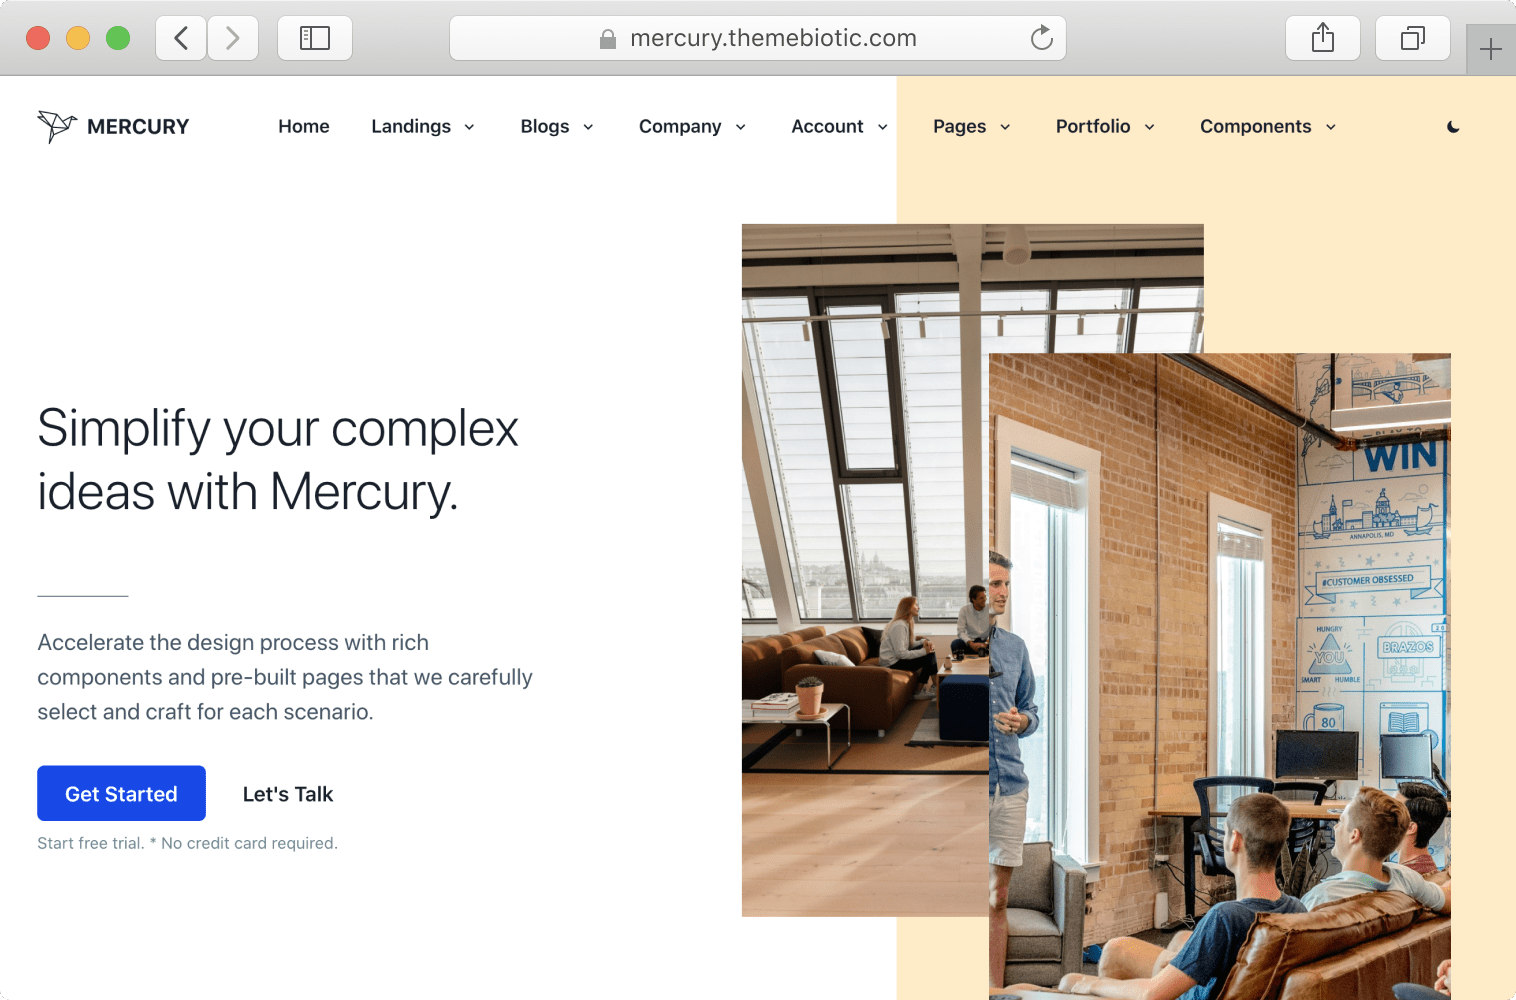 mercury.themebiotic.com
MERCURY
Home Landings Blogs Company Account Pages Portfolio Components
Simplify your complex
ideas with Mercury.
Accelerate the design process with rich
components and pre-built pages that we carefully
select and craft for each scenario.
Get Started Let's Talk
Start free trial. * No credit card required.
WIN
ANNAPOLIS, MD
#CUSTOMER OBSESSED
HUNGRY
YOU
SMART HUMBLE
BRAZOS
80